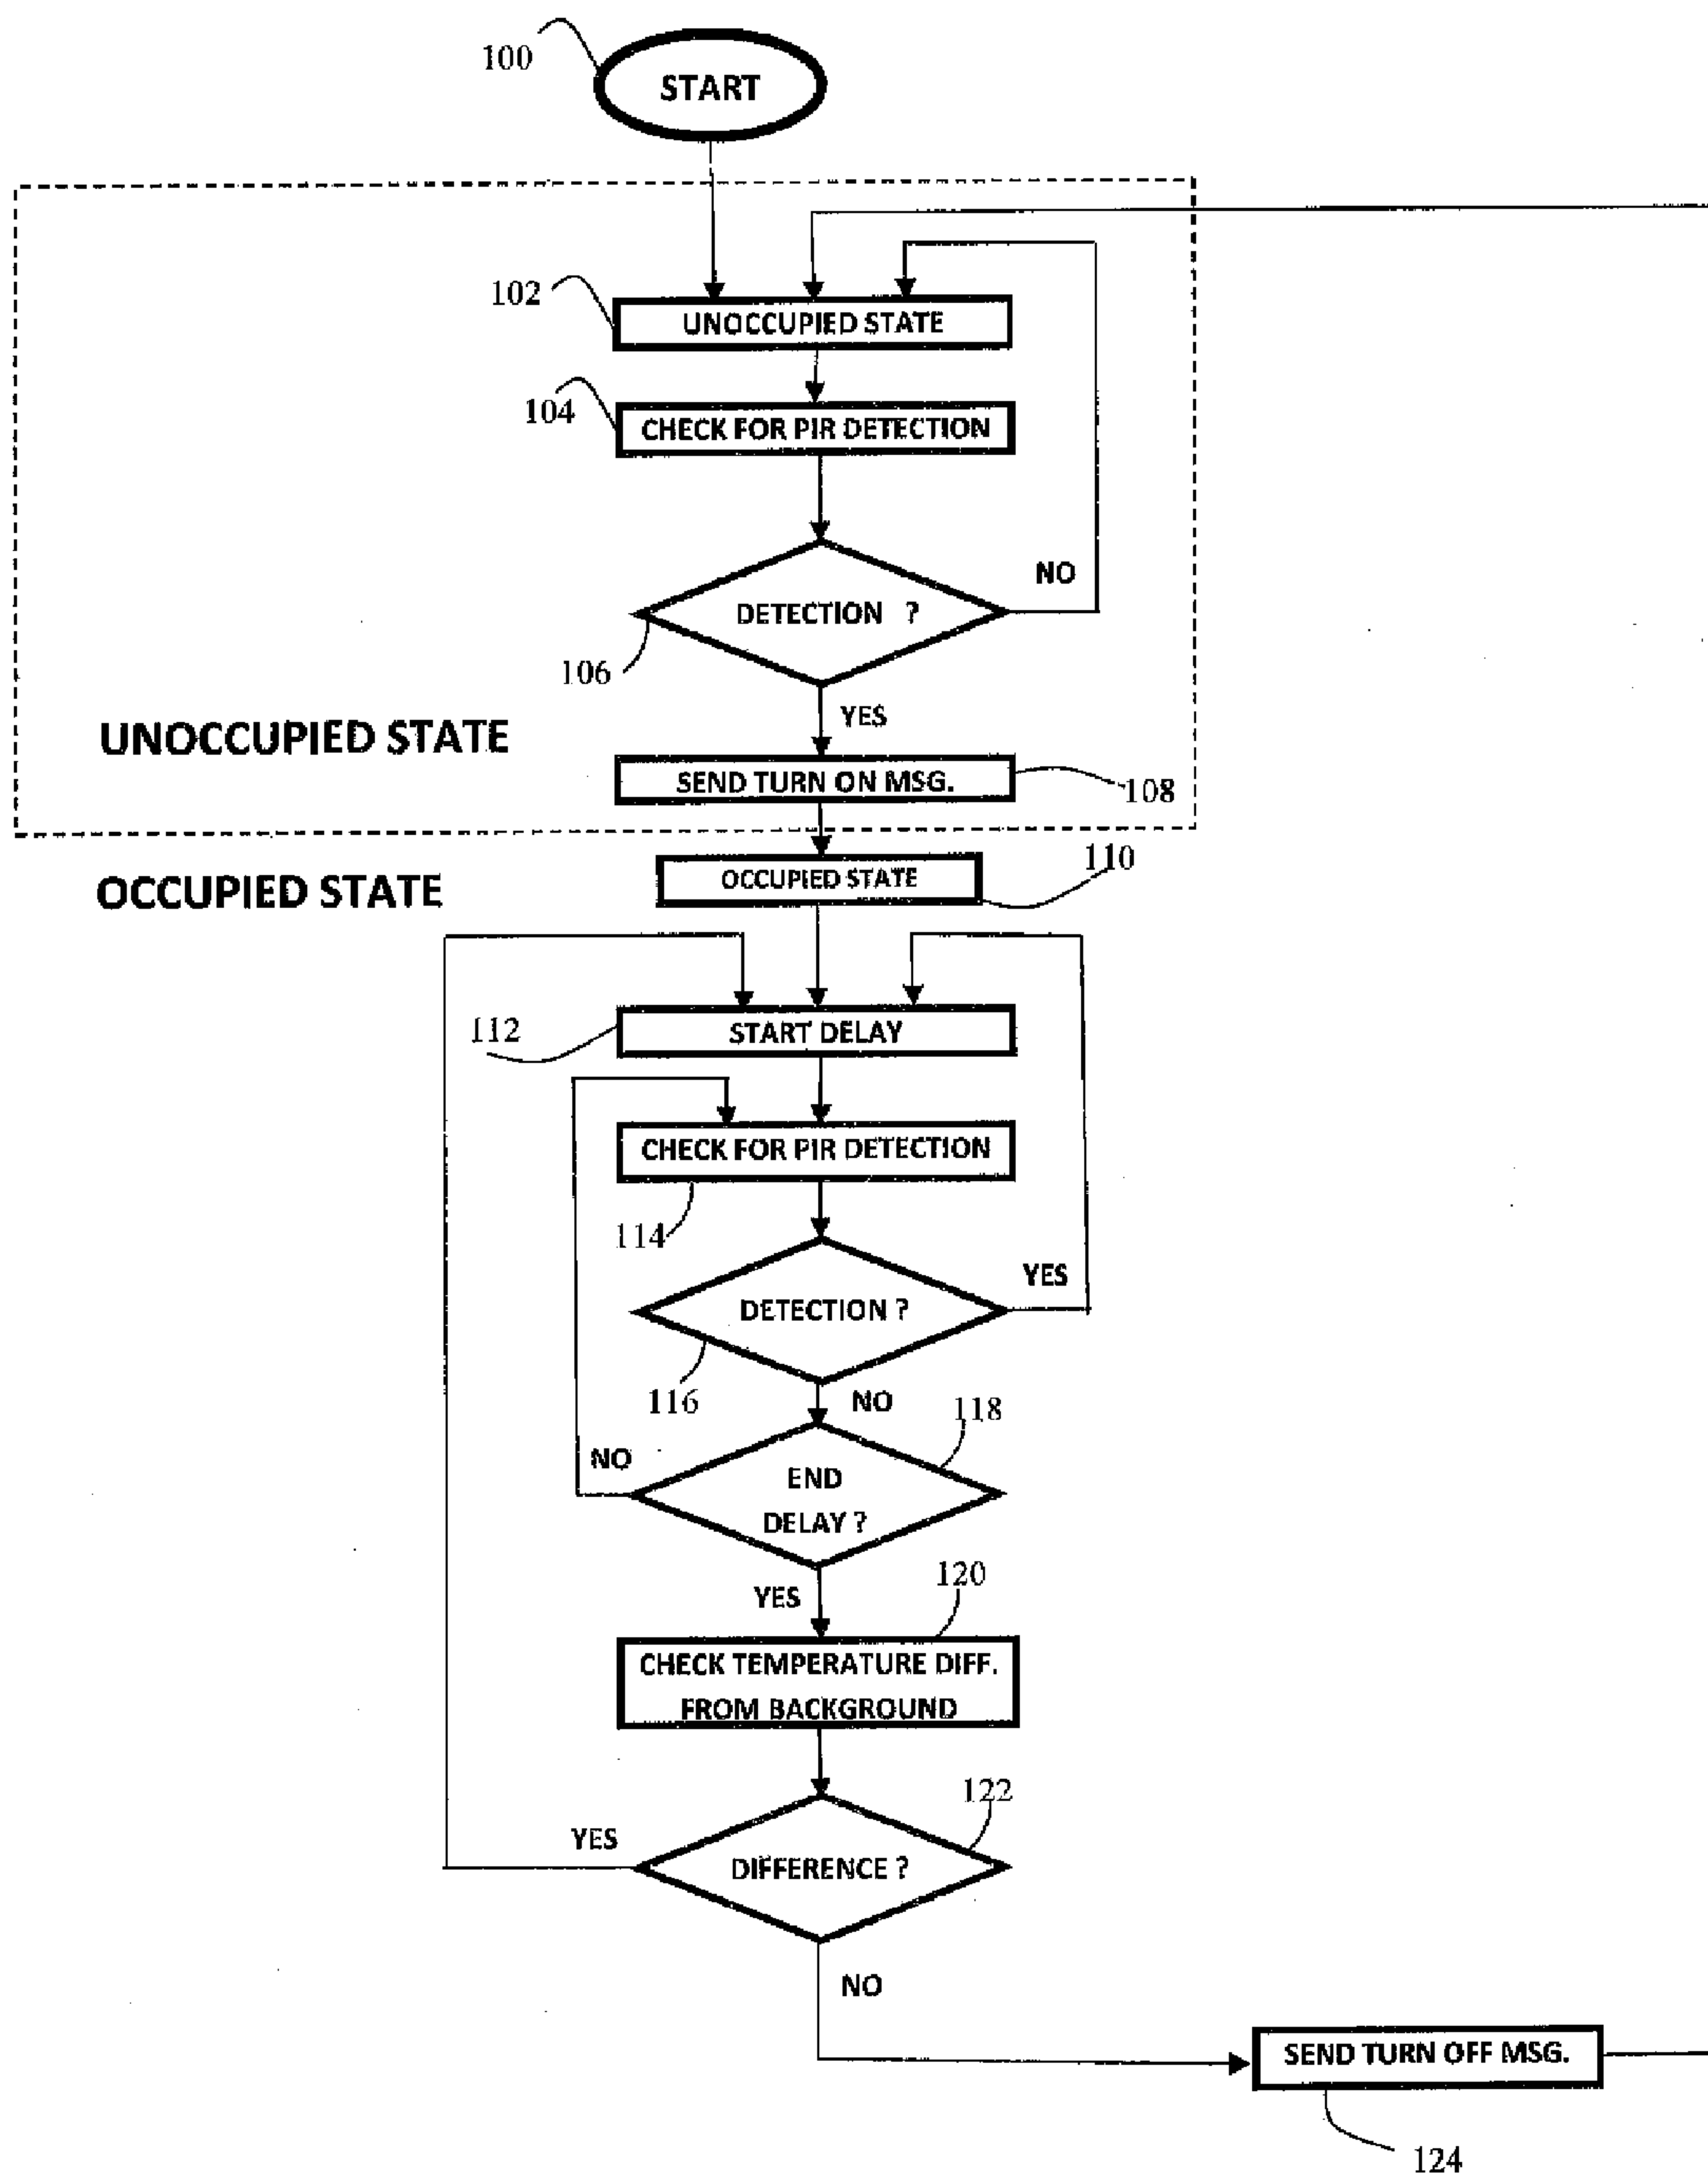 100
START
102
UNOCCUPIED STATE
104
CHECK FOR PIR DETECTION
NO
DETECTION ?
106
YES
UNOCCUPIED STATE
SEND TURN ON MSG.
108
110
OCCUPIED STATE
OCCUPIED STATE
112
START DELAY
CHECK FOR PIR DETECTION
114
YES
DETECTION ?
116
NO
118
NO
END
DELAY ?
120
YES
CHECK TEMPERATURE DIFF.
FROM BACKGROUND
122
YES
DIFFERENCE ?
NO
SEND TURN OFF MSG.
124